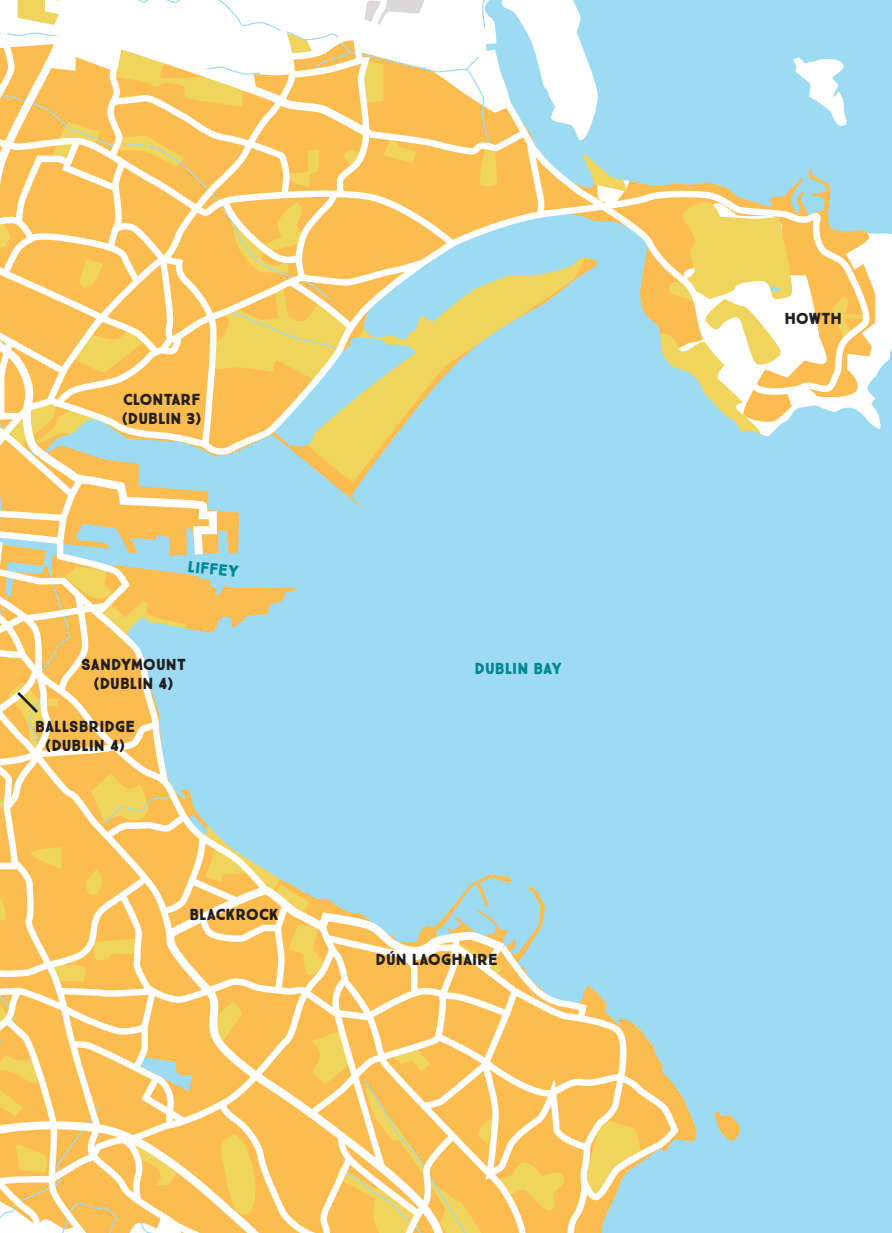 HOWTH
CLONTARF
(DUBLIN 3)
LIFFEY
SANDYMOUNT
(DUBLIN 4)
DUBLIN BAY
BALLSBRIDGE
(DUBLIN 4)
BLACKROCK
DÚN LAOGHAIRE